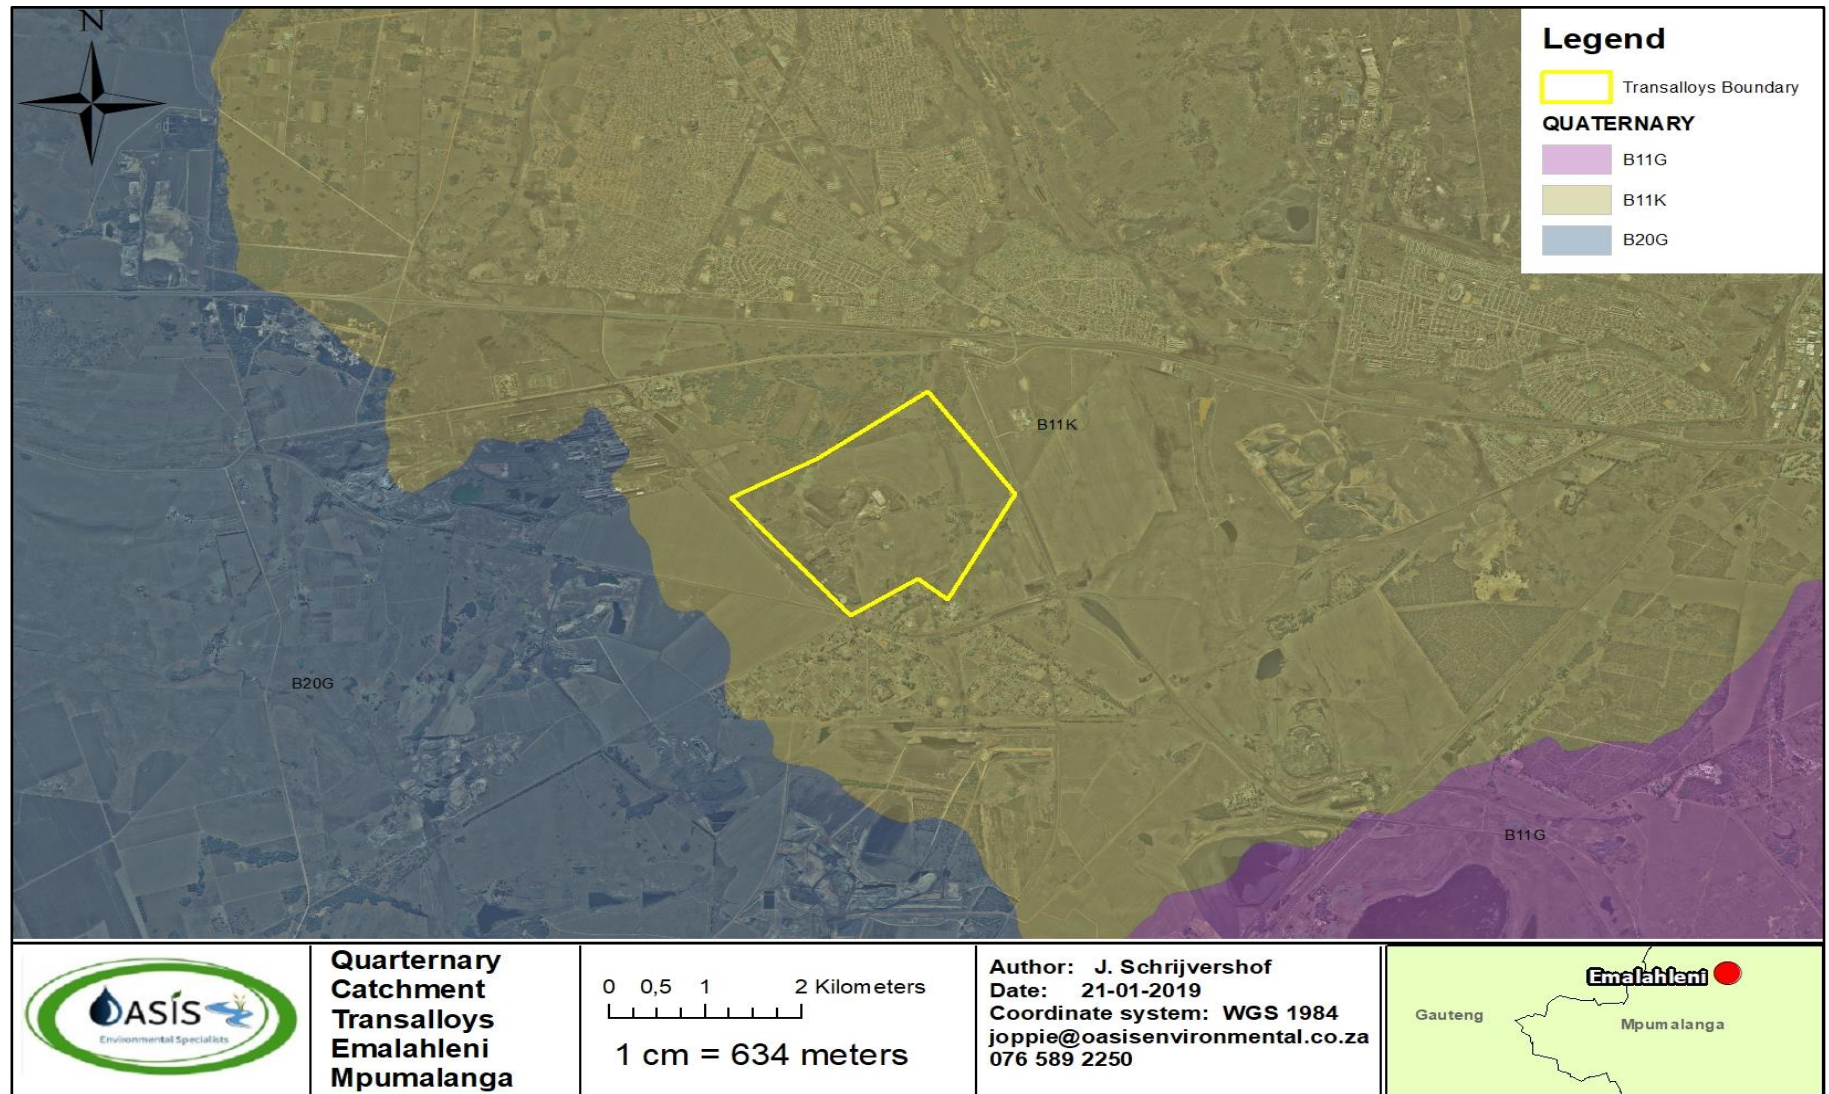 N
Legend
Transalloys Boundary
QUATERNARY
B11G
B11K
B20G
B11K
B20G
B11G
OASIS
Environmental Specialists
Quarternary
Catchment
Transalloys
Emalahleni
Mpumalanga
0 0,5 1 2 Kilometers
1 cm = 634 meters
Author: J. Schrijvershof
Date: 21-01-2019
Coordinate system: WGS 1984
joppie@oasisenvironmental.co.za
076 589 2250
Emalahleni
Gauteng
Mpumalanga